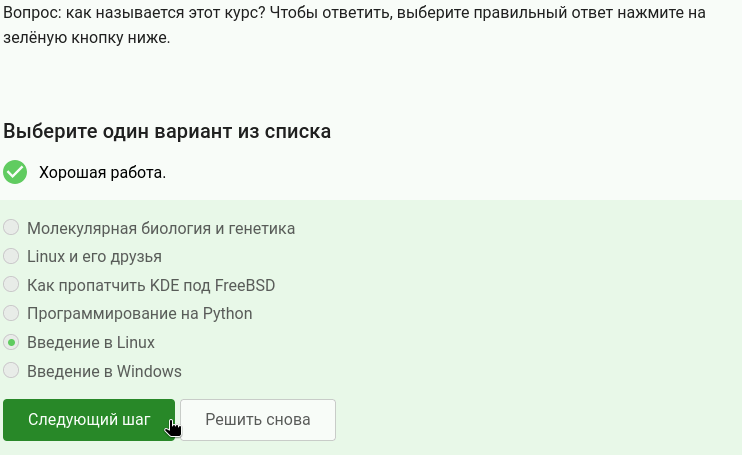 Вопрос: как называется этот курс? Чтобы ответить, выберите правильный ответ нажмите на
зелёную кнопку ниже.
Выберите один вариант из списка
Хорошая работа.
Молекулярная биология и генетика
Linux и его друзья
Как пропатчить KDE под FreeBSD
Программирование на Python
Введение в Linux
Введение в Windows
Следующий шаг
Решить снова